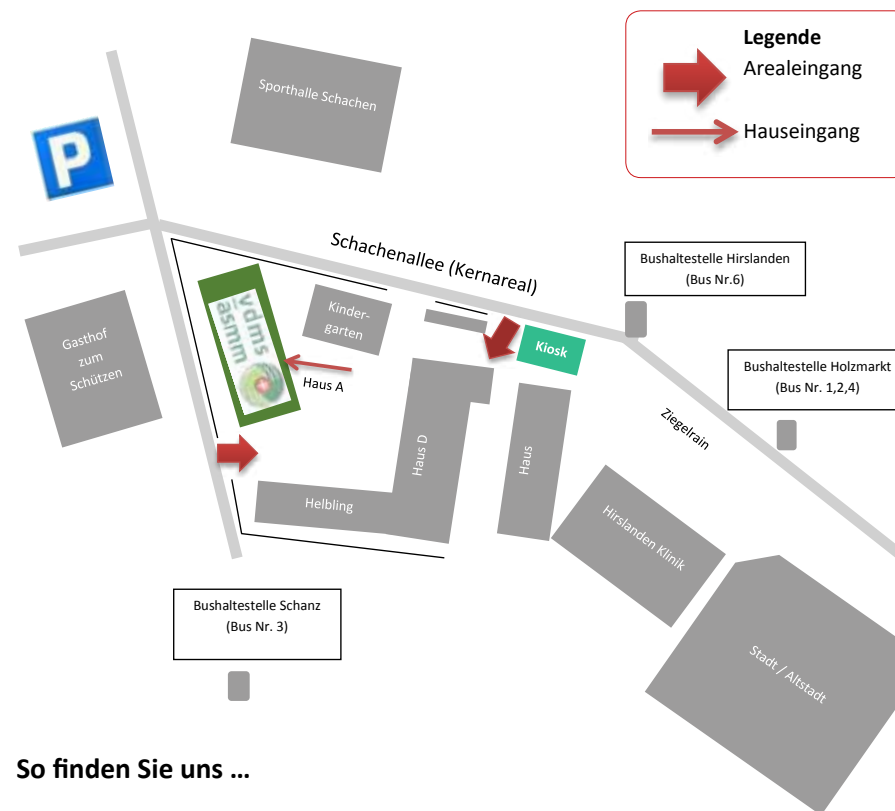 Legende
Arealeingang
Hauseingang
Sporthalle Schachen
P
Schachenallee (Kernareal)
Bushaltestelle Hirslanden
(Bus Nr.6)
Gasthof
zum
Schützen
vdms
asmm
Kinder-
garten
Kiosk
Haus A
Bushaltestelle Holzmarkt
(Bus Nr. 1,2,4)
Ziegelrain
Haus D
Haus
Helbling
Hirslanden Klinik
Bushaltestelle Schanz
(Bus Nr. 3)
Stadt / Altstadt
So finden Sie uns ...